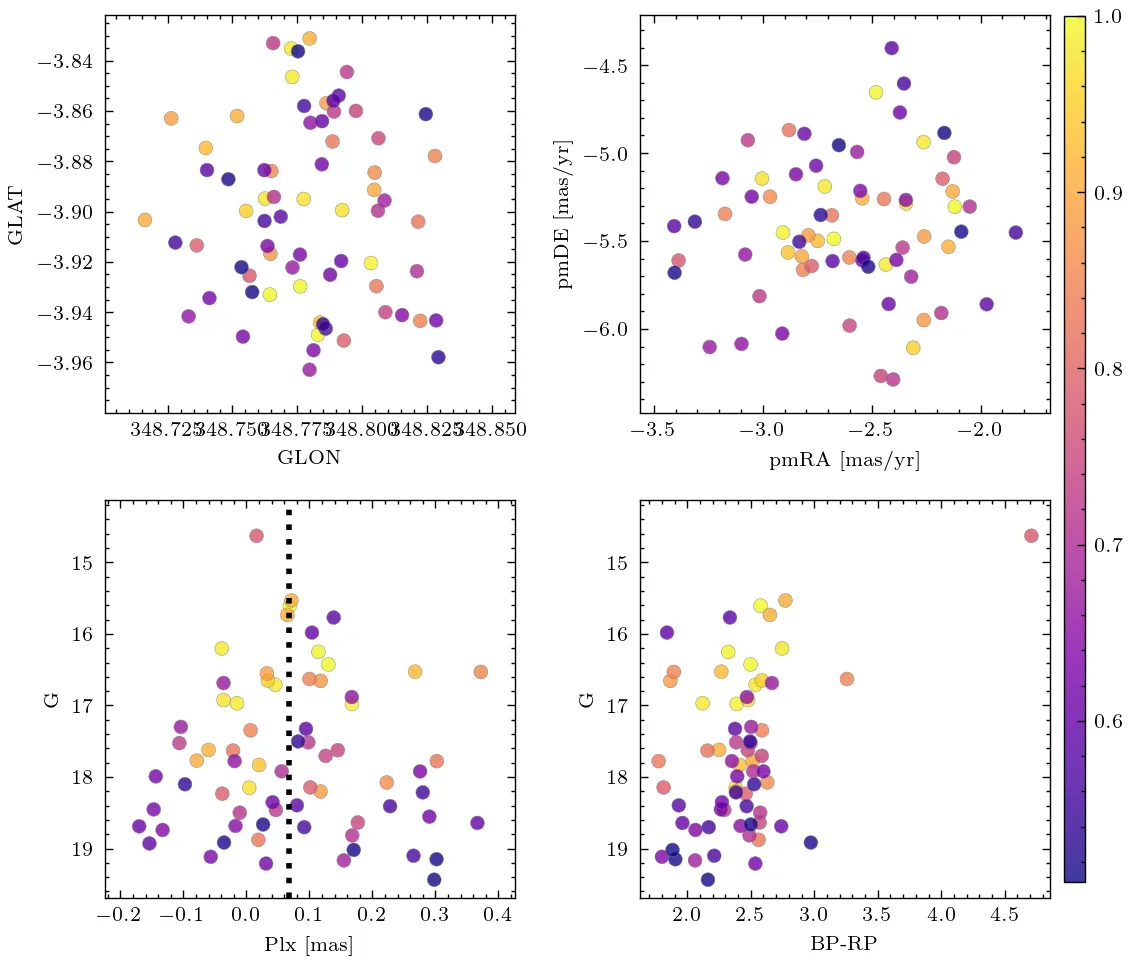 −3.84
−3.86
−3.88
−3.90
−3.92
−3.94
−3.96
GLAT
348.725 348.750 348.775 348.800 348.825 348.850
GLON
−4.5
−5.0
−5.5
−6.0
pmDE [mas/yr]
−3.5 −3.0 −2.5 −2.0
pmRA [mas/yr]
1.0
0.9
0.8
0.7
0.6
15
16
17
18
19
G
−0.2 −0.1 0.0 0.1 0.2 0.3 0.4
Plx [mas]
15
16
17
18
19
G
2.0 2.5 3.0 3.5 4.0 4.5
BP-RP